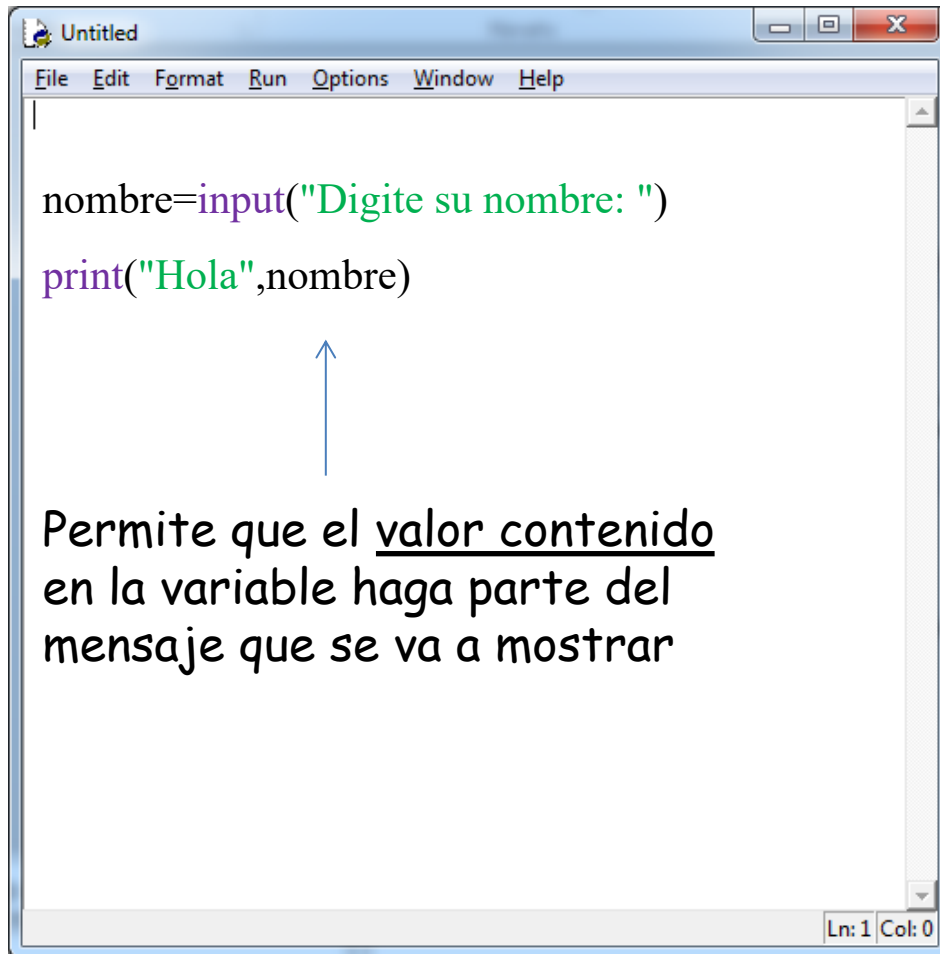 Untitled
File Edit Format Run Options Window Help
nombre=input("Digite su nombre: ")
print("Hola",nombre)
Permite que el valor contenido
en la variable haga parte del
mensaje que se va a mostrar
Ln: 1 Col: 0